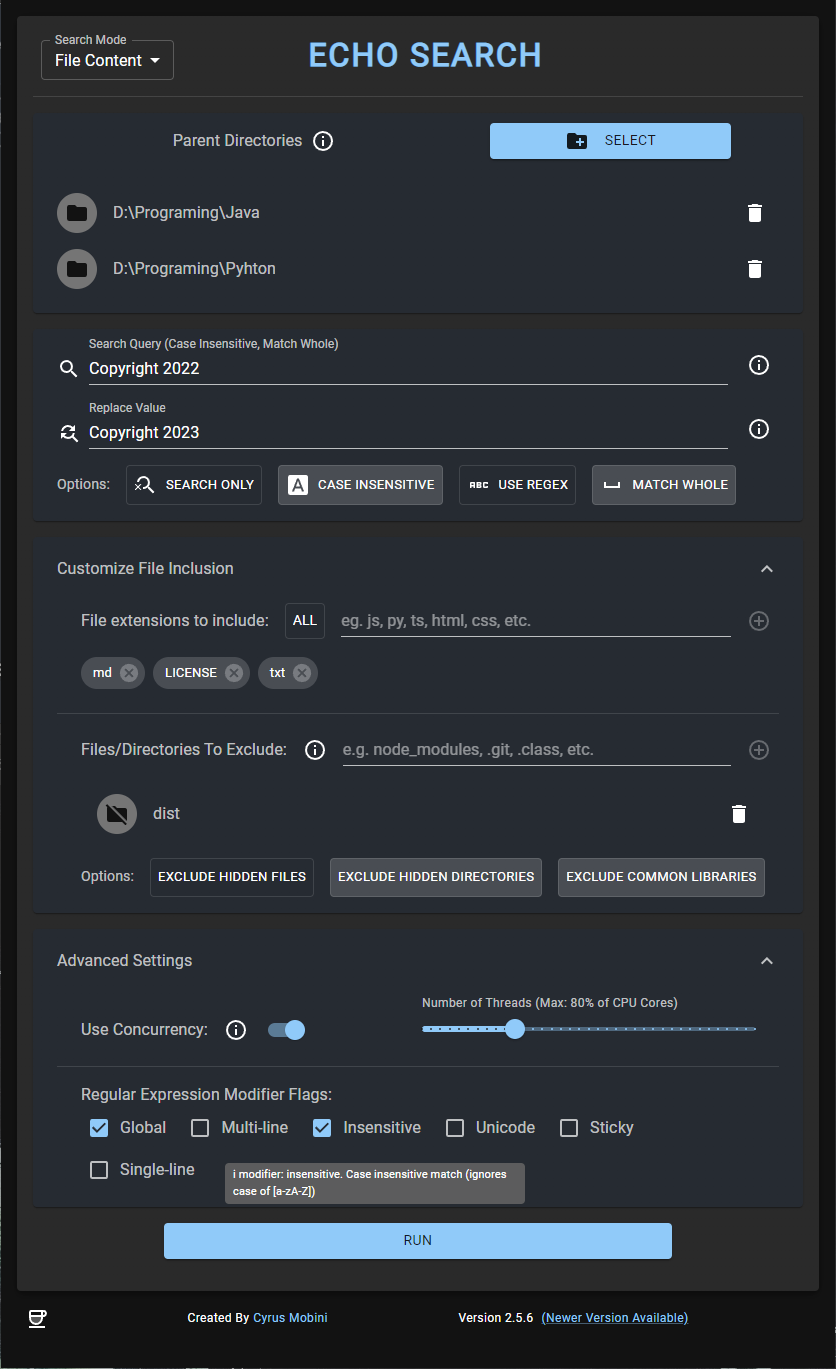 Search Mode
File Content
ECHO SEARCH
Parent Directories
SELECT
D:\Programing\Java
D:\Programing\Pyhton
Search Query (Case Insensitive, Match Whole)
Copyright 2022
Replace Value
Copyright 2023
Options: SEARCH ONLY A CASE INSENSITIVE ABC USE REGEX MATCH WHOLE
Customize File Inclusion
File extensions to include: ALL eg. js, py, ts, html, css, etc.
md LICENSE txt
Files/Directories To Exclude: e.g. node_modules, .git, .class, etc.
dist
Options: EXCLUDE HIDDEN FILES EXCLUDE HIDDEN DIRECTORIES EXCLUDE COMMON LIBRARIES
Advanced Settings
Number of Threads (Max: 80% of CPU Cores)
Use Concurrency:
Regular Expression Modifier Flags:
Global Multi-line Insensitive Unicode Sticky
Single-line
i modifier: insensitive. Case insensitive match (ignores
case of [a-zA-Z])
RUN
Created By Cyrus Mobini
Version 2.5.6 (Newer Version Available)